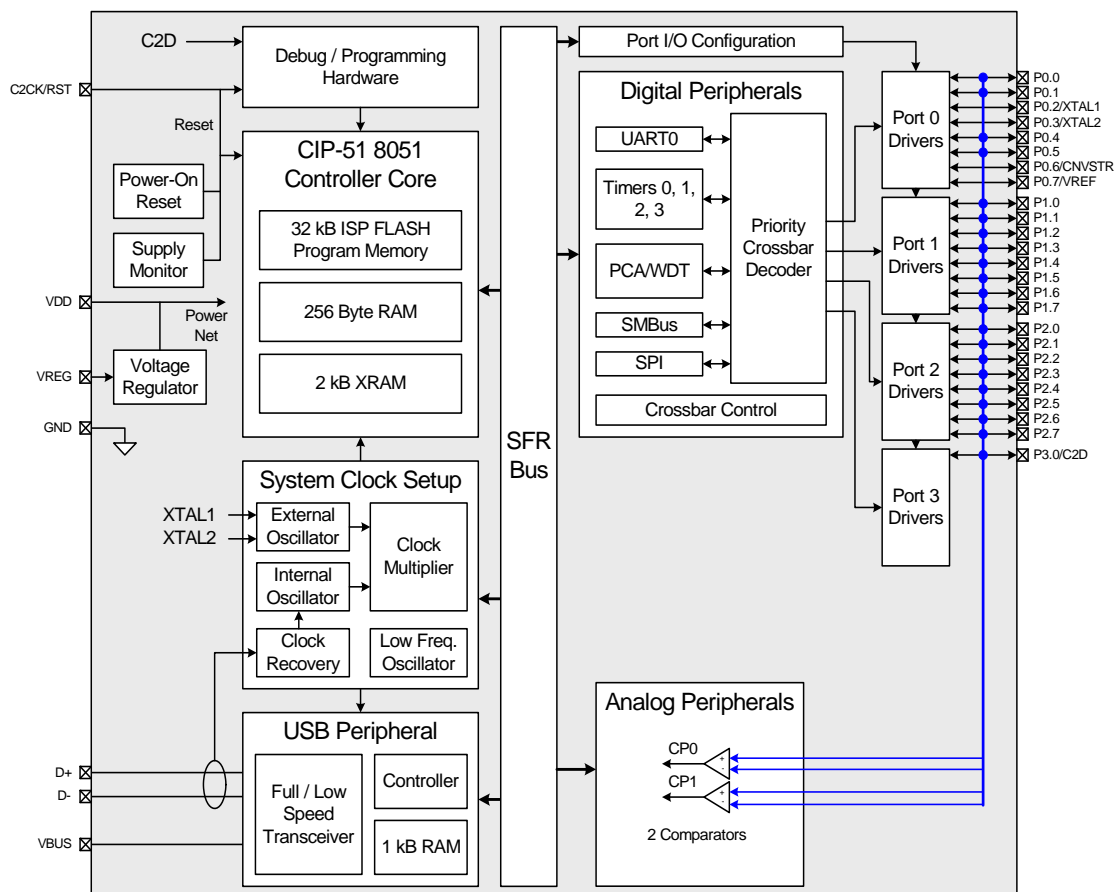 C2D
Debug / Programming
Hardware
Port I/O Configuration
C2CK/RST
Reset
Power-On
Reset
Supply
Monitor
VDD
Power
Net
VREG
Voltage
Regulator
GND
CIP-51 8051
Controller Core
32 kB ISP FLASH
Program Memory
256 Byte RAM
2 kB XRAM
System Clock Setup
XTAL1
XTAL2
External
Oscillator
Internal
Oscillator
Clock
Recovery
Clock
Multiplier
Low Freq.
Oscillator
USB Peripheral
D+
D-
VBUS
Full / Low
Speed
Transceiver
Controller
1 kB RAM
SFR
Bus
Digital Peripherals
UART0
Timers 0, 1,
2, 3
PCA/WDT
SMBus
SPI
Priority
Crossbar
Decoder
Crossbar Control
Port 0
Drivers
Port 1
Drivers
Port 2
Drivers
Port 3
Drivers
P0.0
P0.1
P0.2/XTAL1
P0.3/XTAL2
P0.4
P0.5
P0.6/CNVSTR
P0.7/VREF
P1.0
P1.1
P1.2
P1.3
P1.4
P1.5
P1.6
P1.7
P2.0
P2.1
P2.2
P2.3
P2.4
P2.5
P2.6
P2.7
P3.0/C2D
Analog Peripherals
CP0
+
-
CP1
+
-
2 Comparators